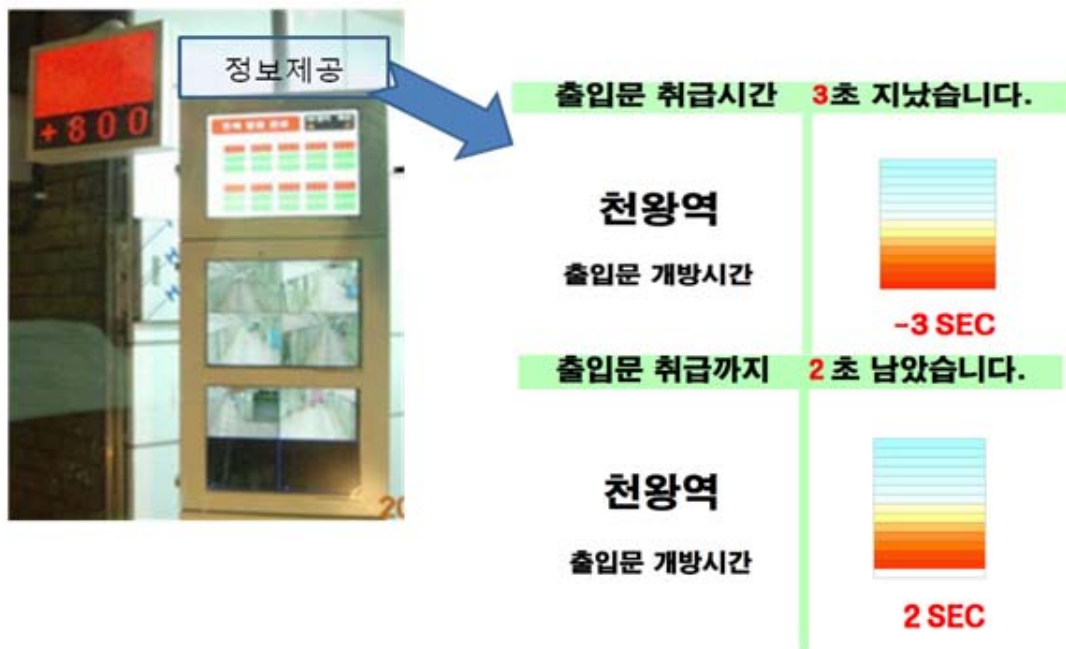 정보제공
+800
20
출입문 취급시간 3초 지났습니다.
천왕역
출입문 개방시간
-3 SEC
출입문 취급까지 2초 남았습니다.
천왕역
출입문 개방시간
2 SEC